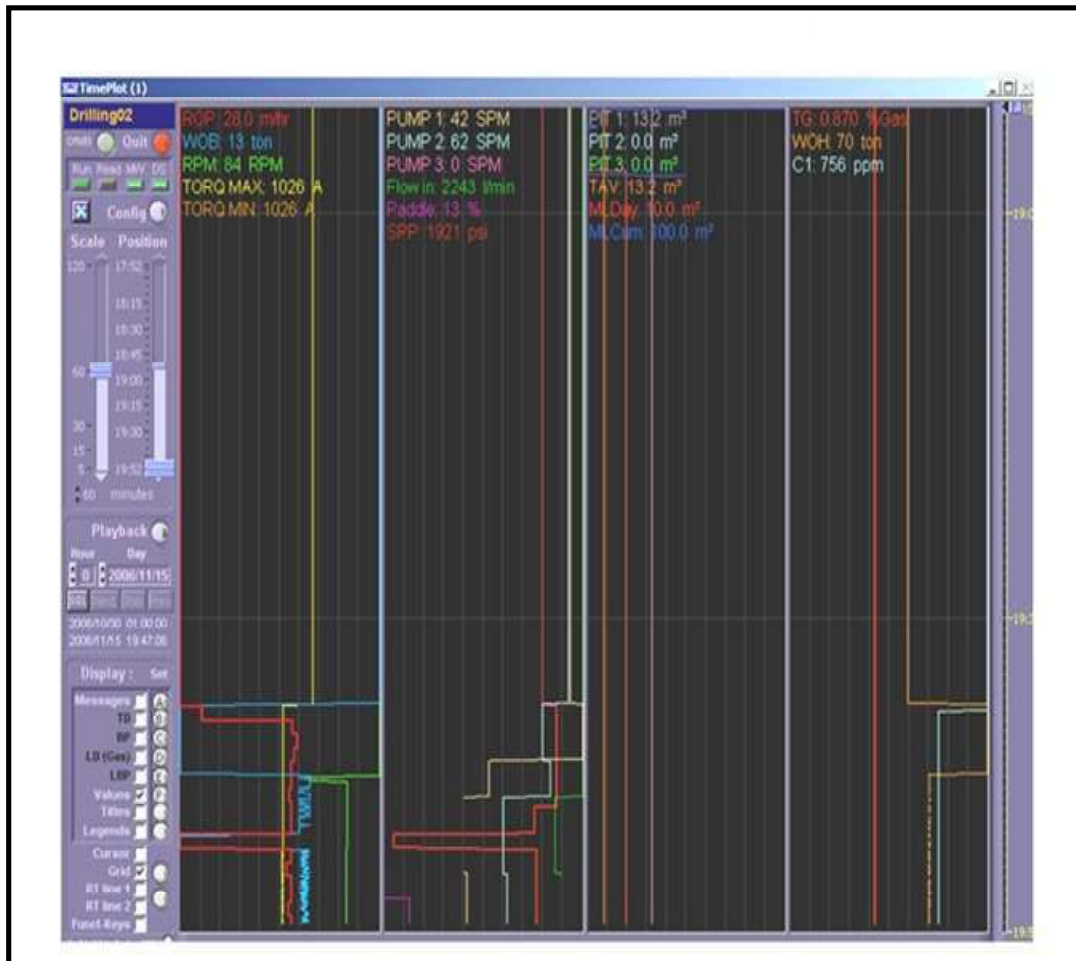 TimePlot (1)
Drilling02
Quit
Run Read MW DS
Config
Scale Position
120 17:52
18:15
18:30
18:45
60 19:00
19:15
30 19:30
15
5 19:52
60 minutes
Playback
Hour Day
0 2006/11/15
2006/11/15 19:47:06
Display : Set
Messages A
TD
BP C
LD (Gas) D
LBP E
Values
Titles
Legends
Cursor
Grid
RT line 1
RT line 2
Funct-Keys
ROP: 28.0 m/hr
WOB: 13 ton
RPM: 84 RPM
TORQ MAX: 1026 A
TORQ MIN: 1026 A
PUMP 1: 42 SPM
PUMP 2: 62 SPM
PUMP 3: 0 SPM
Flow in: 2243 l/min
Paddle: 13 %
SPP: 1921 psi
PIT 1: 13.2 m³
PIT 2: 0.0 m³
PIT 3: 0.0 m³
TAV: 13.2 m³
MLDay: 10.0 m³
MLCum: 100.0 m³
TG: 0.870 %Gas
WOH: 70 ton
C1: 756 ppm